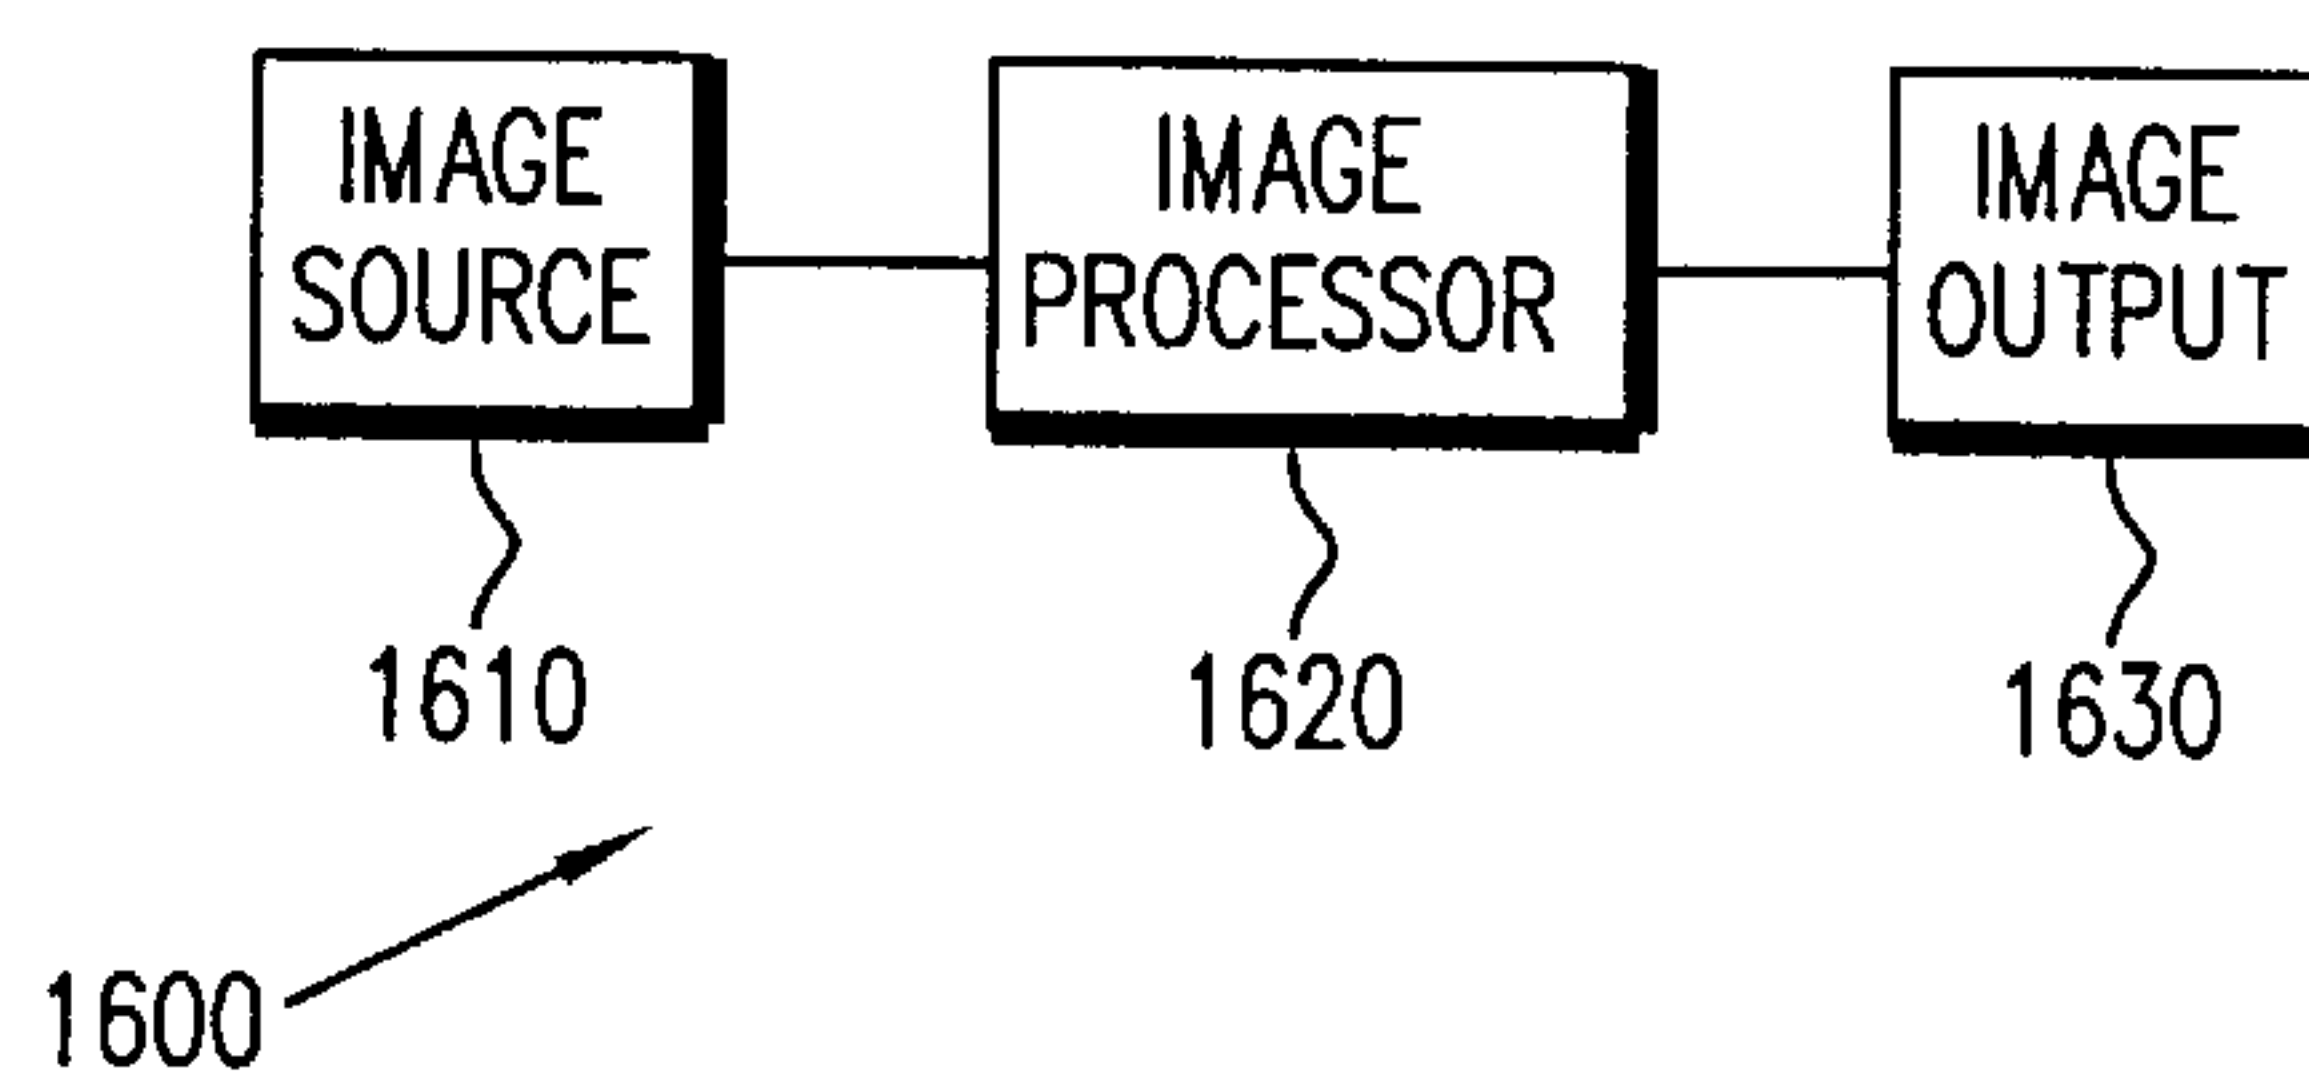 IMAGE
SOURCE
IMAGE
PROCESSOR
IMAGE
OUTPUT
1610
1620
1630
1600